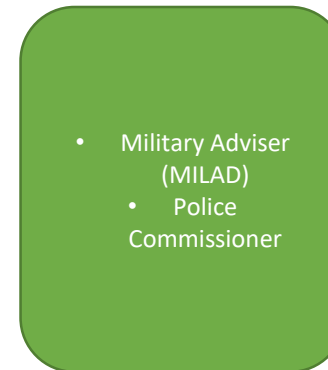 • Military Adviser
(MILAD)
• Police
Commissioner